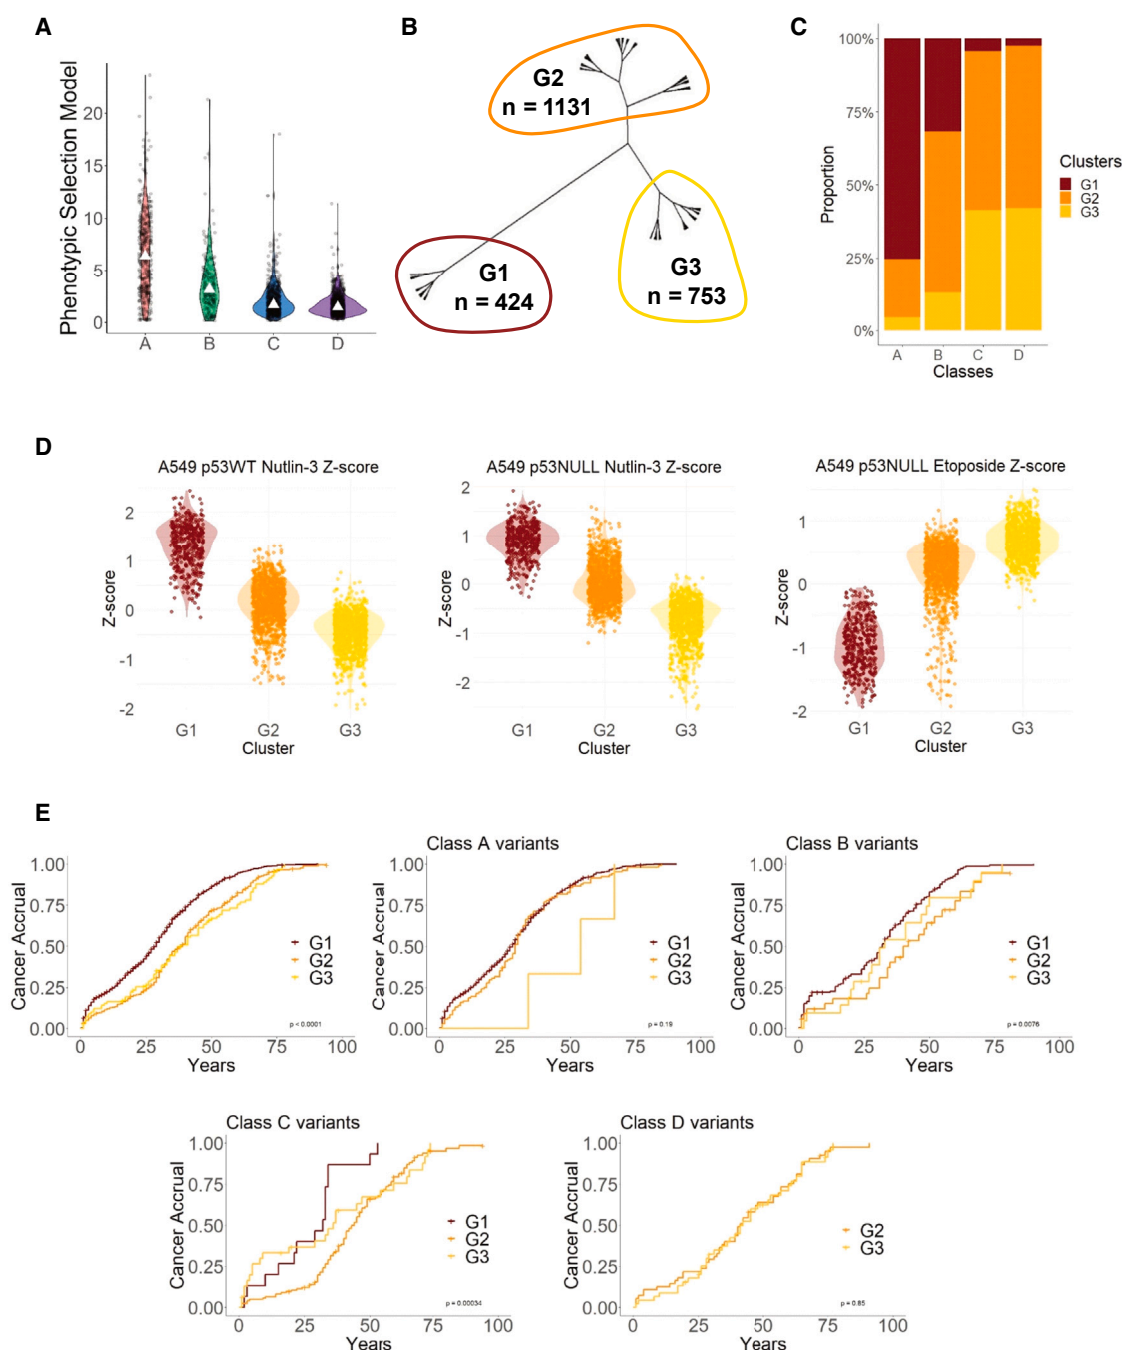 A
Phenotypic Selection Model
20
15
10
5
0
A B C D
B
G2
n = 1131
G1
n = 424
G3
n = 753
C
Proportion
100%
75%
50%
25%
0%
A B C D
Classes
Clusters
G1
G2
G3
D
A549 p53WT Nutlin-3 Z-score
Z-score
2
1
0
-1
-2
G1 G2 G3
Cluster
A549 p53NULL Nutlin-3 Z-score
Z-score
2
1
0
-1
-2
G1 G2 G3
Cluster
A549 p53NULL Etoposide Z-score
Z-score
1
0
-1
-2
G1 G2 G3
Cluster
E
Cancer Accrual
1.00
0.75
0.50
0.25
0.00
G1
G2
G3
p < 0.0001
0 25 50 75 100
Years
Class A variants
Cancer Accrual
1.00
0.75
0.50
0.25
0.00
G1
G2
G3
p = 0.19
0 25 50 75 100
Years
Class B variants
Cancer Accrual
1.00
0.75
0.50
0.25
0.00
G1
G2
G3
p = 0.0076
0 25 50 75 100
Years
Class C variants
Cancer Accrual
1.00
0.75
0.50
0.25
0.00
G1
G2
G3
p = 0.00034
0 25 50 75 100
Years
Class D variants
Cancer Accrual
1.00
0.75
0.50
0.25
0.00
G2
G3
p = 0.85
0 25 50 75 100
Years